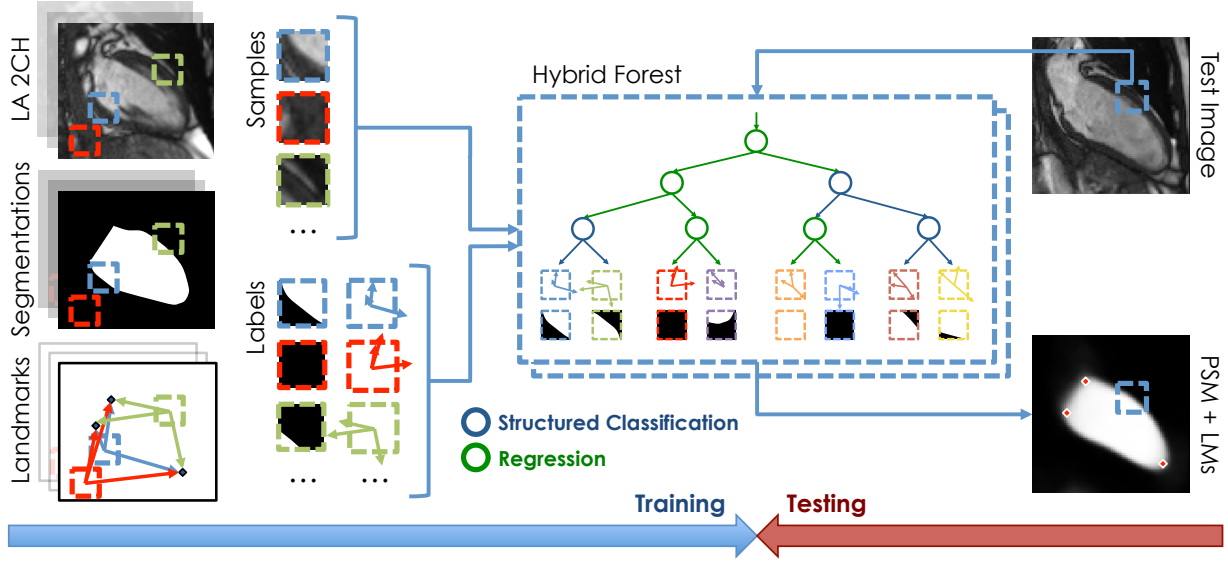 LA 2CH
Segmentations
Landmarks
Samples
...
Labels
... ...
Hybrid Forest
Structured Classification
Regression
Test Image
PSM + LMs
Training
Testing